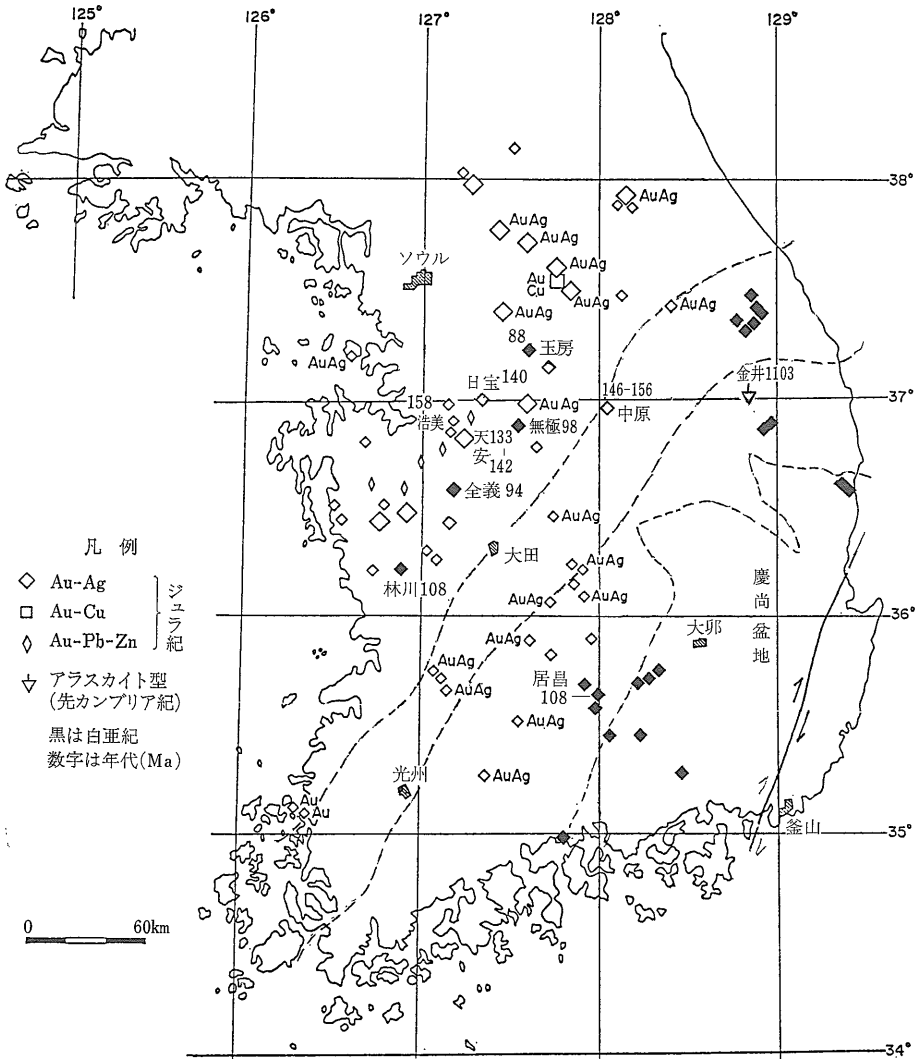 125°
126°
127°
128°
129°
38°
AuAg
AuAg
AuAg
ソウル
AuAg
Au
Cu
AuAg
AuAg
AuAg
AuAg
88
玉房
37°
日宝140
146-156
金井1103
158
AuAg
中原
浩美
天133
無極98
安
142
全義94
AuAg
大田
凡例
Au-Ag
Au-Cu
Au-Pb-Zn
ジュラ紀
アラスカイト型
(先カンブリア紀)
黒は白亜紀
数字は年代(Ma)
林川108
AuAg
AuAg
AuAg
36°
慶尚盆地
大卯
AuAg
AuAg
AuAg
居昌
108
AuAg
AuAg
光州
Au
Au
釜山
35°
0
60km
34°